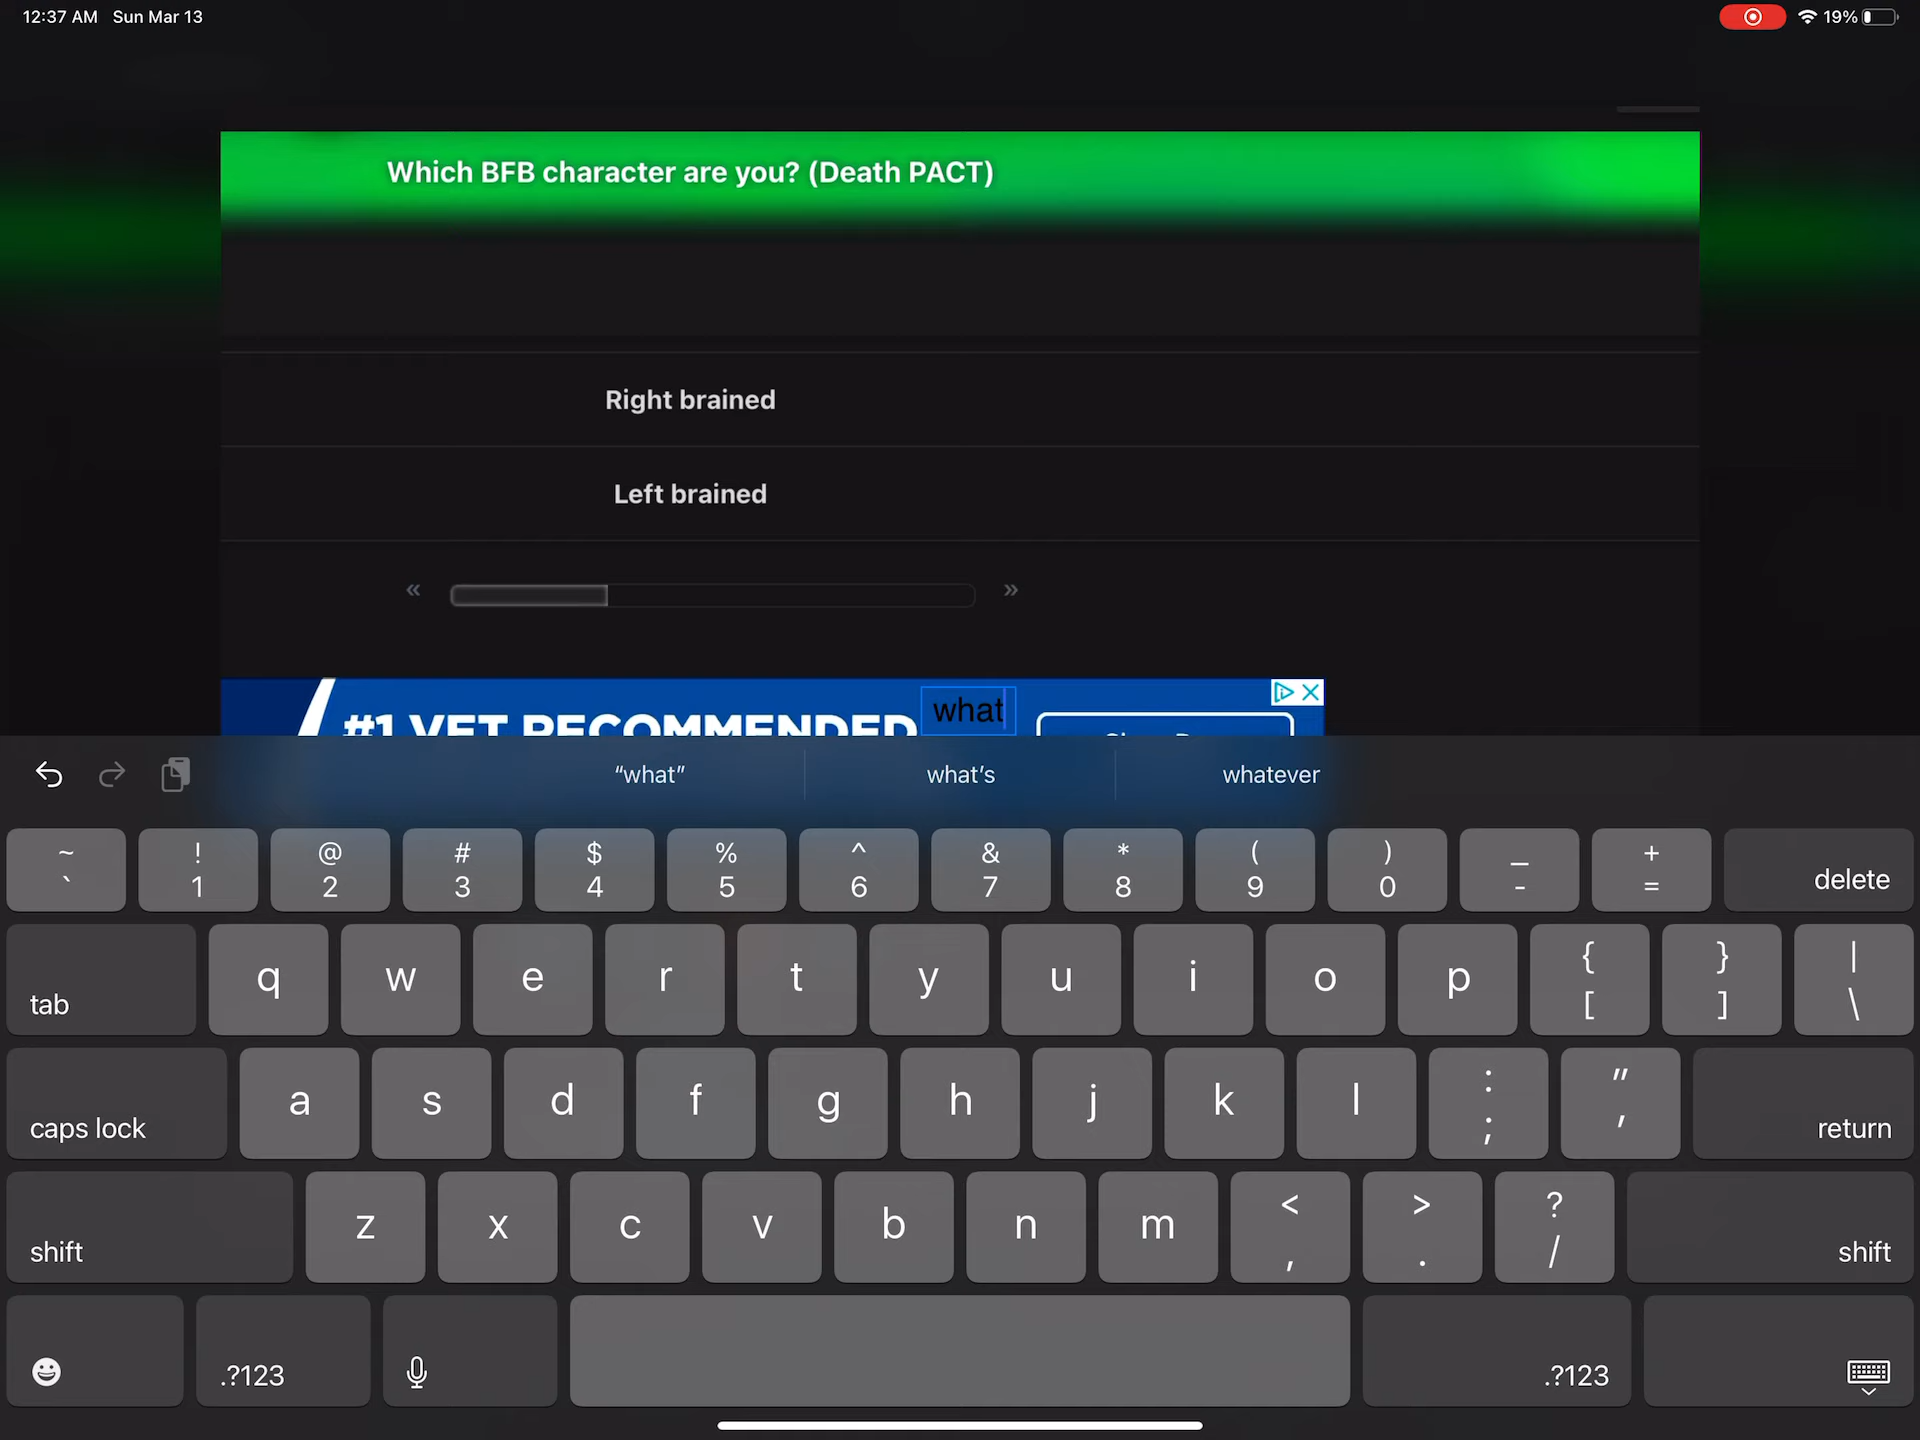 12:37 AM Sun Mar 13
19%
Which BFB character are you? (Death PACT)
Right brained
Left brained
« »
#1 VET RECOMMENDED
what
“what” what's whatever
~ ! @ # $ % ^ & * ( ) _ +
` 1 2 3 4 5 6 7 8 9 0 - = delete
tab q w e r t y u i o p { [ } ] | \
caps lock a s d f g h j k l : ; " ' return
shift z x c v b n m < , > . ? / shift
.?123 .?123